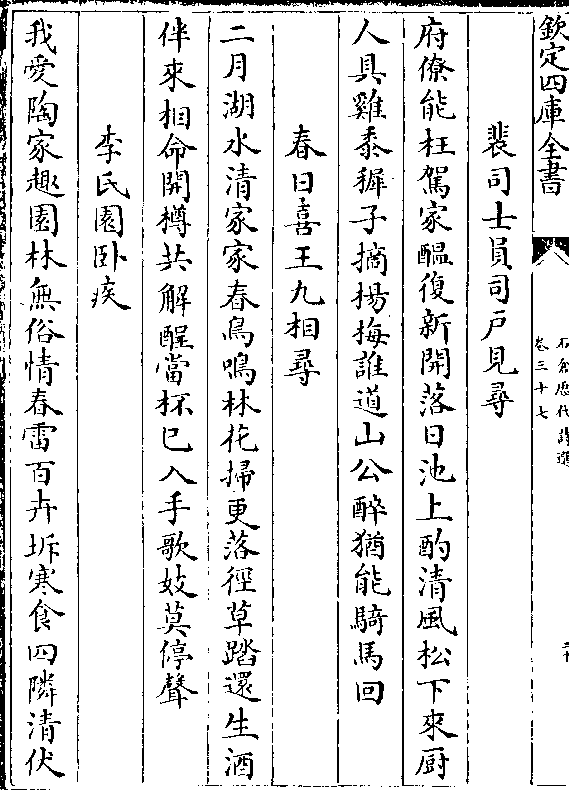 欽定四庫全書
石倉歷代詩選
卷三十七
裴司士員司戶見尋
府僚能枉駕家醖復新開落日池上酌清風松下來厨
人具雞黍穉子摘楊梅誰道山公醉猶能騎馬回
春日喜王九相尋
二月湖水清家家春鳥鳴林花掃更落徑草踏還生酒
伴來相命開樽共解酲當杯已入手歌妓莫停聲
李氏園卧疾
我愛陶家趣園林無俗情春雷百卉坼寒食四隣清伏